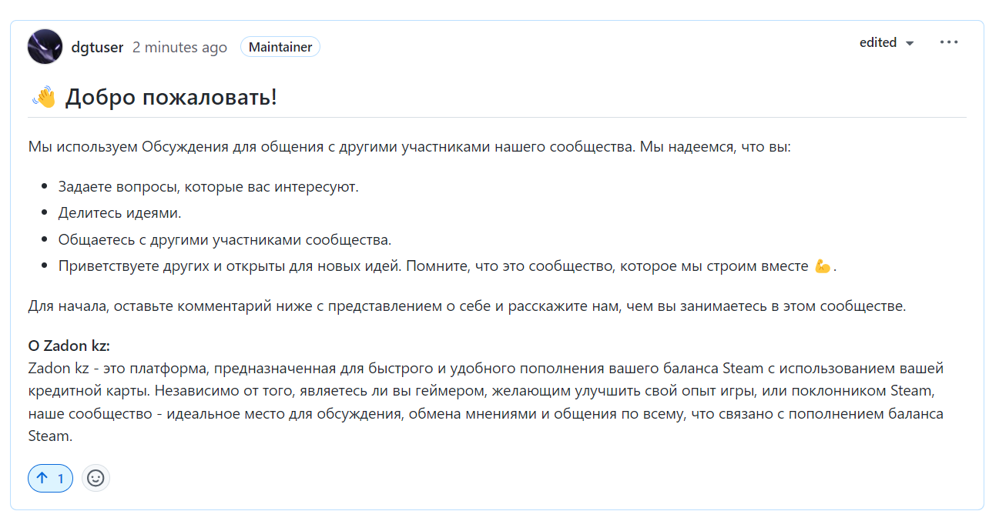 dgtuser 2 minutes ago Maintainer edited
👋 Добро пожаловать!
Мы используем Обсуждения для общения с другими участниками нашего сообщества. Мы надеемся, что вы:
• Задаете вопросы, которые вас интересуют.
• Делитесь идеями.
• Общаетесь с другими участниками сообщества.
• Приветствуете других и открыты для новых идей. Помните, что это сообщество, которое мы строим вместе 💪.
Для начала, оставьте комментарий ниже с представлением о себе и расскажите нам, чем вы занимаетесь в этом сообществе.
О Zadon kz:
Zadon kz - это платформа, предназначенная для быстрого и удобного пополнения вашего баланса Steam с использованием вашей
кредитной карты. Независимо от того, являетесь ли вы геймером, желающим улучшить свой опыт игры, или поклонником Steam,
наше сообщество - идеальное место для обсуждения, обмена мнениями и общения по всему, что связано с пополнением баланса
Steam.
1